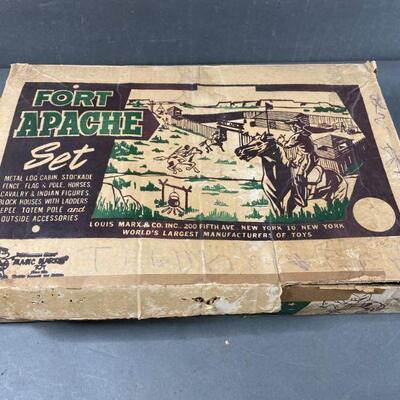 FORT
APACHE
Set
METAL LOG CABIN, STOCKADE
FENCE, FLAG & POLE, HORSES,
CAVALRY & INDIAN FIGURES,
BLOCK HOUSES WITH LADDERS
TEPEE, TOTEM POLE and
OUTSIDE ACCESSORIES
LOUIS MARX & CO. INC., 200 FIFTH AVE. NEW YORK 10, NEW YORK
WORLD'S LARGEST MANUFACTURERS OF TOYS
MAGIC MARXIE